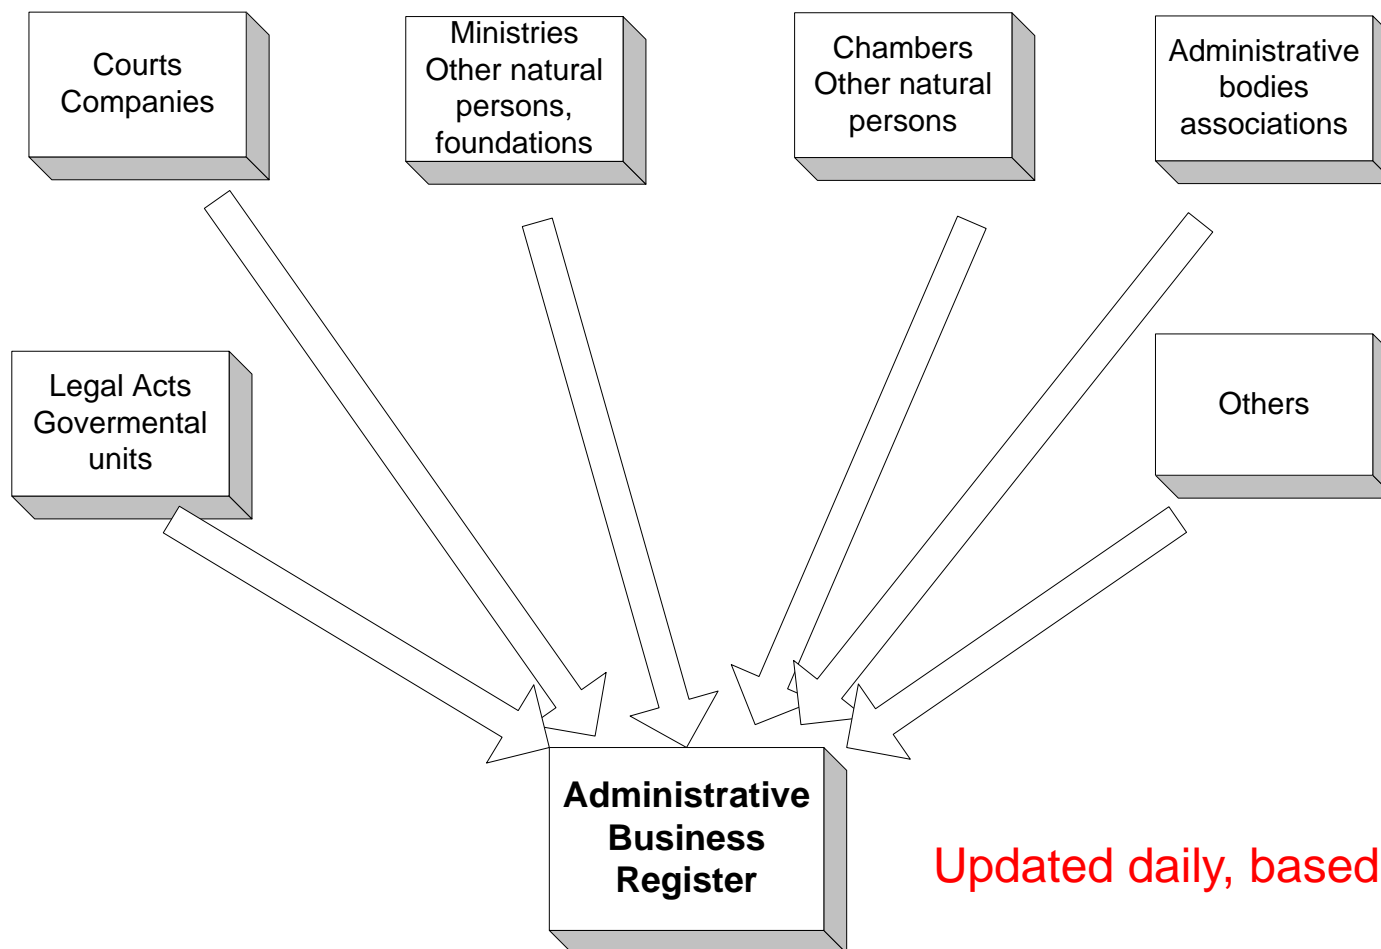 Courts
Companies
Ministries
Other natural
persons,
foundations
Chambers
Other natural
persons
Administrative
bodies
associations
Legal Acts
Govermental
units
Others
Administrative
Business
Register
Updated daily, based